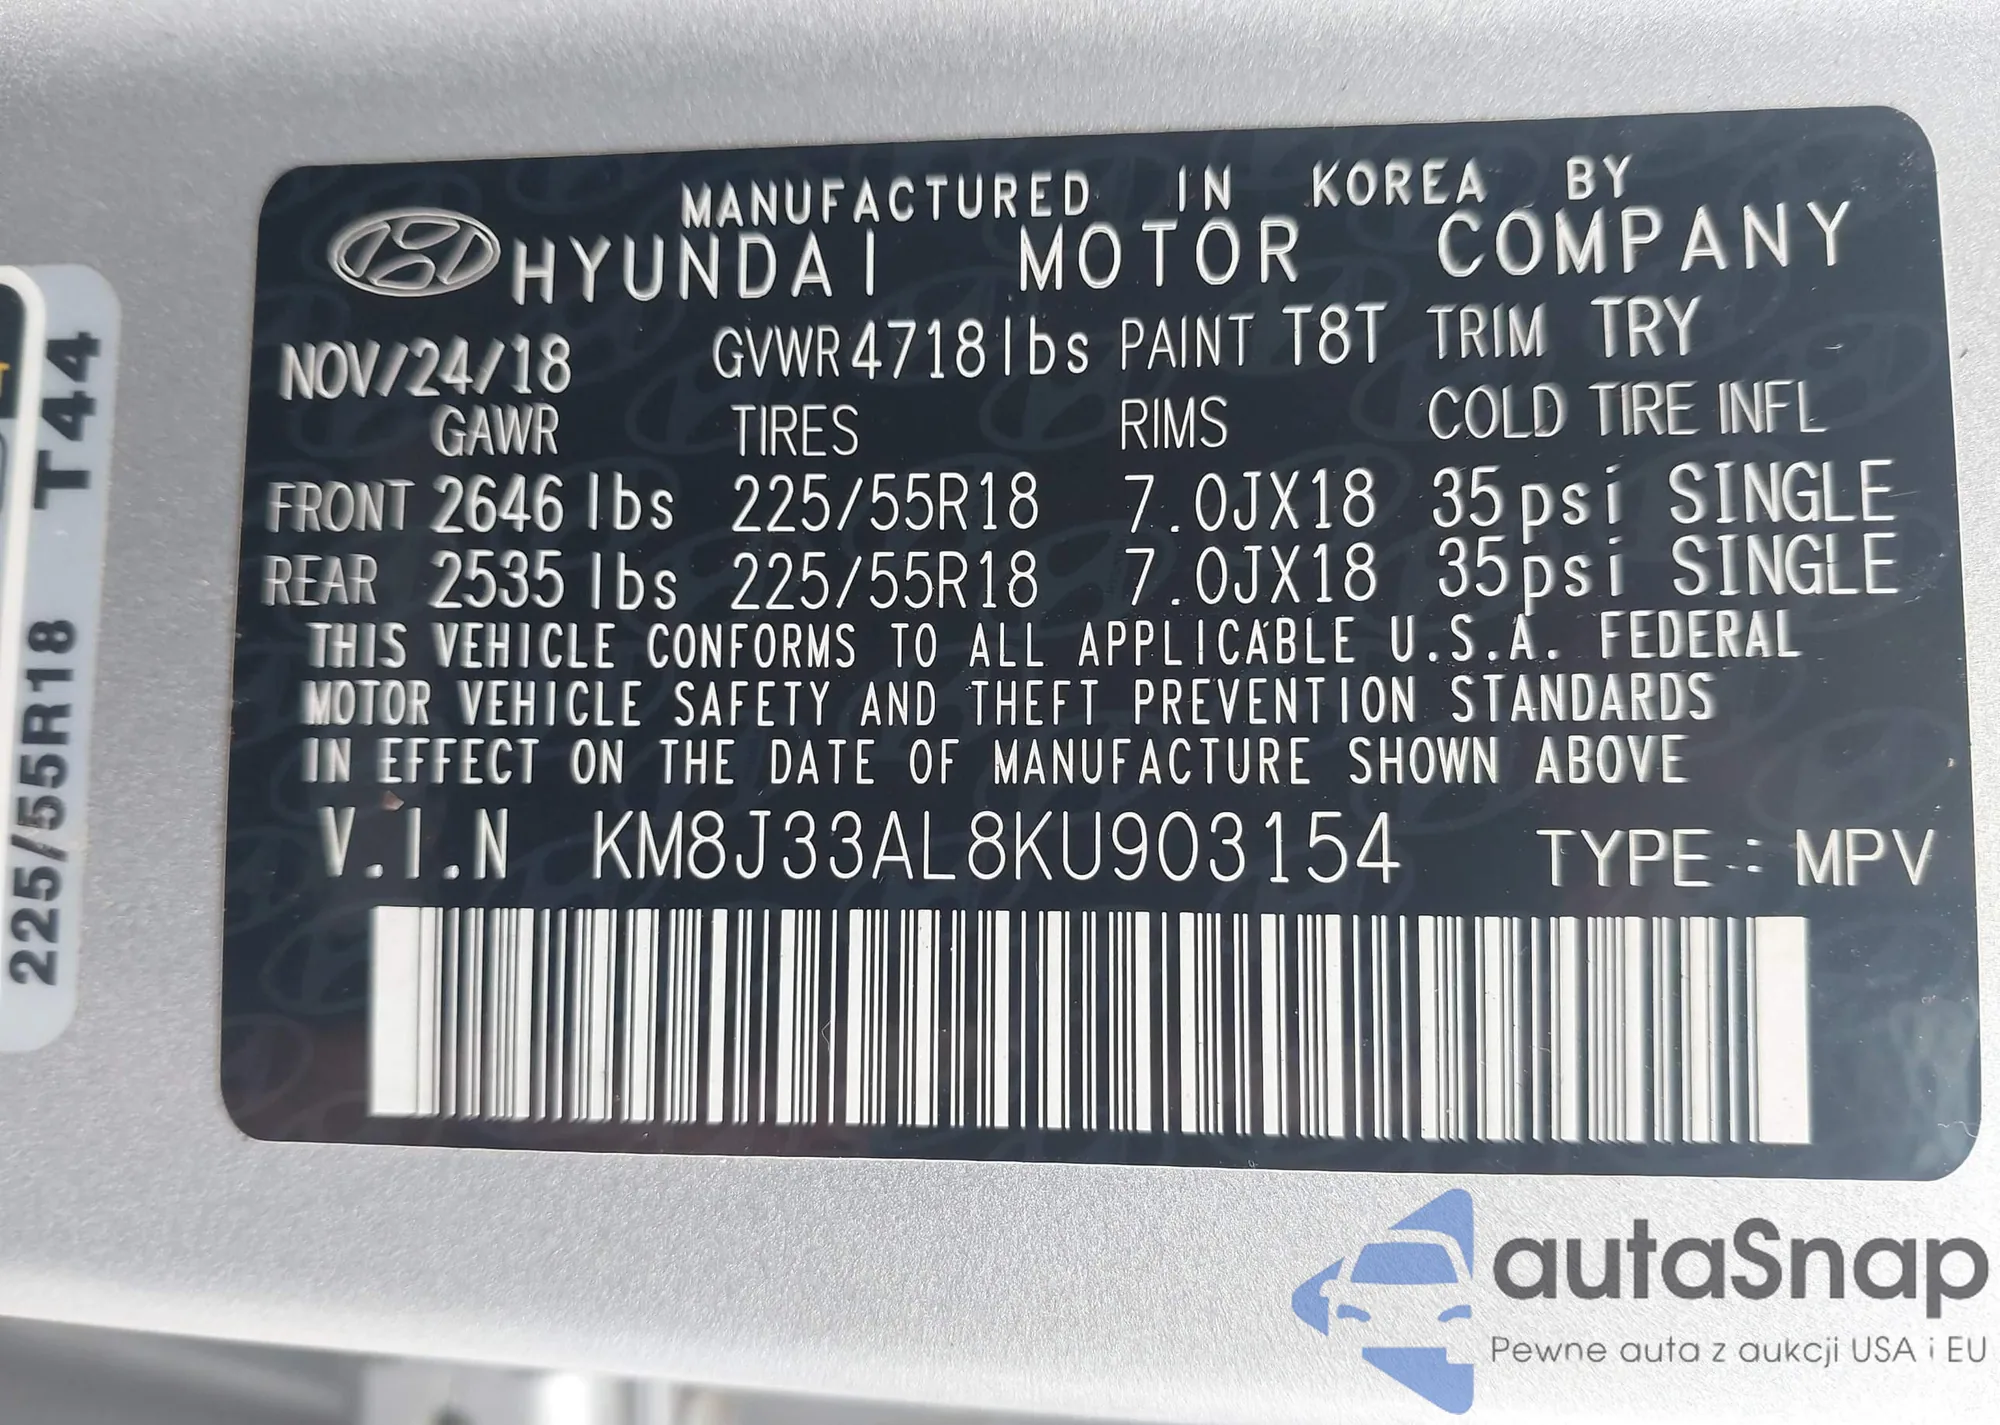 MANUFACTURED IN KOREA BY
HYUNDAI MOTOR COMPANY
NOV/24/18 GVWR 4718lbs PAINT T8T TRIM TRY
GAWR TIRES RIMS COLD TIRE INFL
FRONT 2646 lbs 225/55R18 7.0JX18 35psi SINGLE
REAR 2535 lbs 225/55R18 7.0JX18 35psi SINGLE
THIS VEHICLE CONFORMS TO ALL APPLICABLE U.S.A. FEDERAL
MOTOR VEHICLE SAFETY AND THEFT PREVENTION STANDARDS
IN EFFECT ON THE DATE OF MANUFACTURE SHOWN ABOVE
V.I.N KM8J33AL8KU903154 TYPE : MPV
225/55R18 T44
autaSnap
Pewne auta z aukcji USA i EU